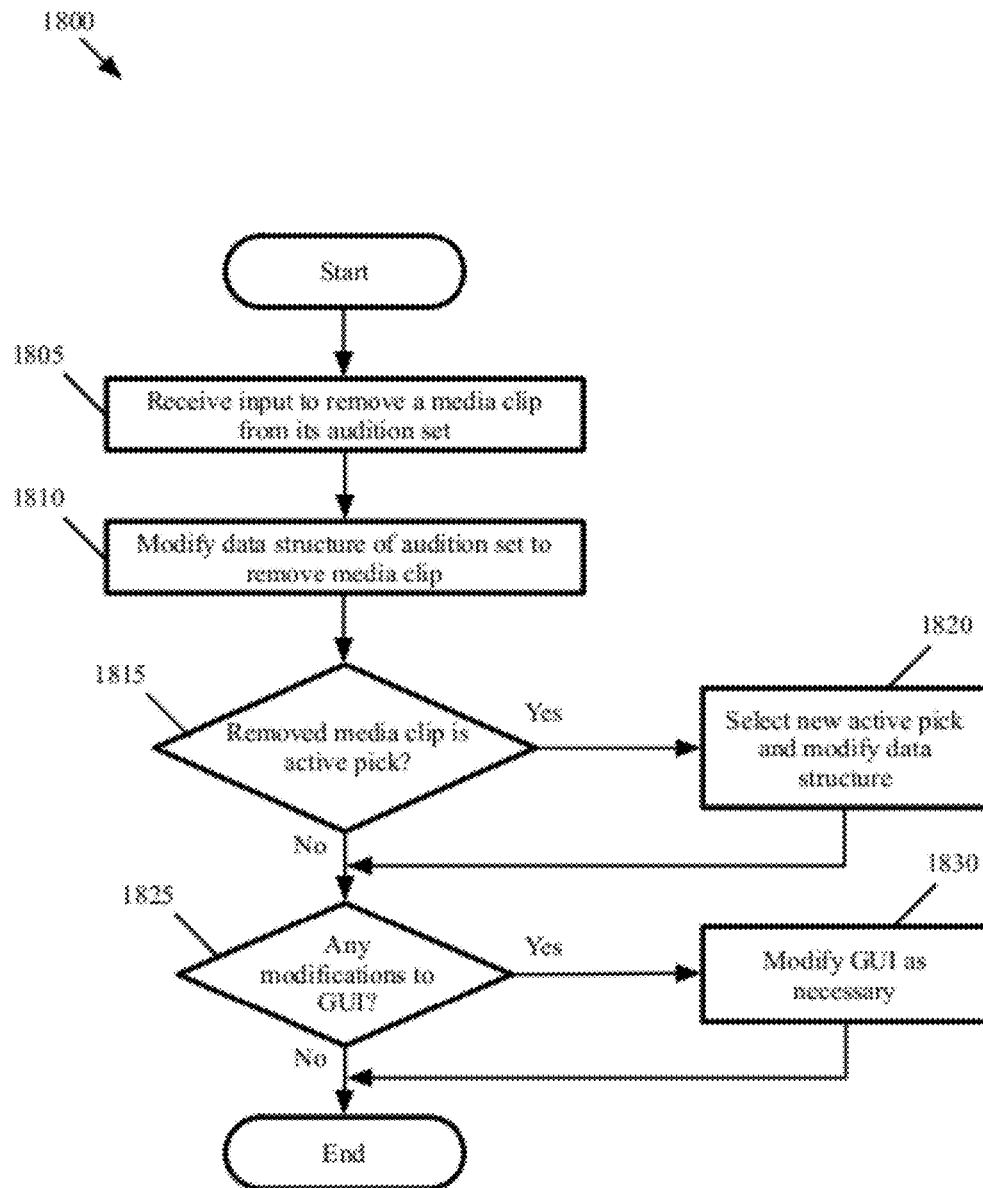 1800
Start
1805
Receive input to remove a media clip
from its audition set
1810
Modify data structure of audition set to
remove media clip
1815
Removed media clip is
active pick?
Yes
1820
Select new active pick
and modify data
structure
No
1825
Any
modifications to
GUI?
Yes
1830
Modify GUI as
necessary
No
End